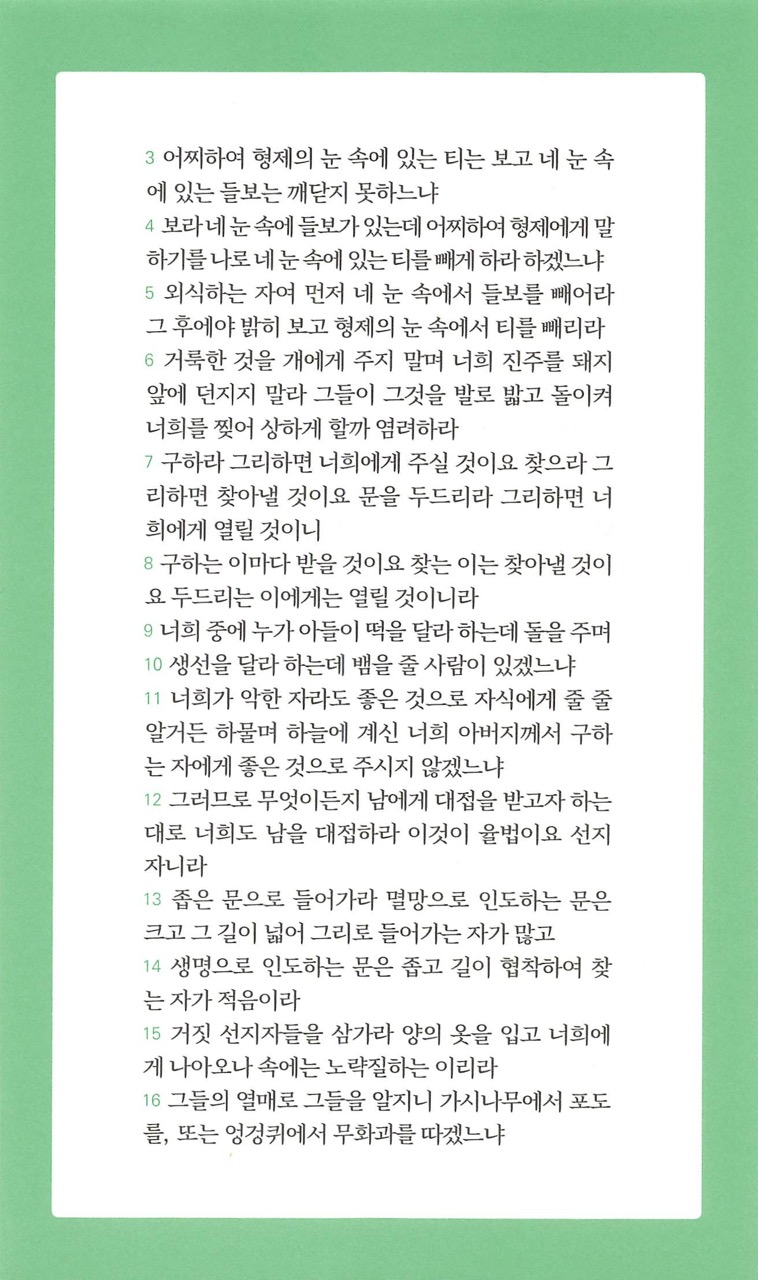 3 어찌하여 형제의 눈 속에 있는 티는 보고 네 눈 속
에 있는 들보는 깨닫지 못하느냐
4 보라 네 눈 속에 들보가 있는데 어찌하여 형제에게 말
하기를 나로 네 눈 속에 있는 티를 빼게 하라 하겠느냐
5 외식하는 자여 먼저 네 눈 속에서 들보를 빼어라
그 후에야 밝히 보고 형제의 눈 속에서 티를 빼리라
6 거룩한 것을 개에게 주지 말며 너희 진주를 돼지
앞에 던지지 말라 그들이 그것을 발로 밟고 돌이켜
너희를 찢어 상하게 할까 염려하라
7 구하라 그리하면 너희에게 주실 것이요 찾으라 그
리하면 찾아낼 것이요 문을 두드리라 그리하면 너
희에게 열릴 것이니
8 구하는 이마다 받을 것이요 찾는 이는 찾아낼 것이
요 두드리는 이에게는 열릴 것이니라
9 너희 중에 누가 아들이 떡을 달라 하는데 돌을 주며
10 생선을 달라 하는데 뱀을 줄 사람이 있겠느냐
11 너희가 악한 자라도 좋은 것으로 자식에게 줄 줄
알거든 하물며 하늘에 계신 너희 아버지께서 구하
는 자에게 좋은 것으로 주시지 않겠느냐
12 그러므로 무엇이든지 남에게 대접을 받고자 하는
대로 너희도 남을 대접하라 이것이 율법이요 선지
자니라
13 좁은 문으로 들어가라 멸망으로 인도하는 문은
크고 그 길이 넓어 그리로 들어가는 자가 많고
14 생명으로 인도하는 문은 좁고 길이 협착하여 찾
는 자가 적음이라
15 거짓 선지자들을 삼가라 양의 옷을 입고 너희에
게 나아오나 속에는 노략질하는 이리라
16 그들의 열매로 그들을 알지니 가시나무에서 포도
를, 또는 엉겅퀴에서 무화과를 따겠느냐